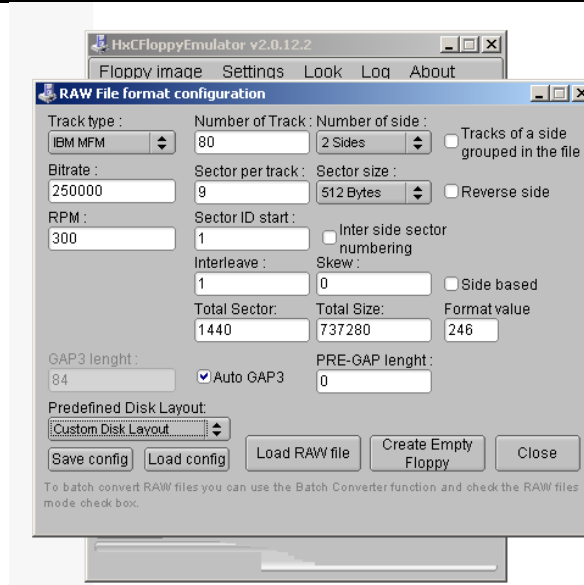 HxCFloppyEmulator v2.0.12.2
Floppy image Settings Look Log About
RAW File format configuration
Track type : Number of Track : Number of side :
IBM MFM 80 2 Sides Tracks of a side grouped in the file
Bitrate : Sector per track : Sector size :
250000 9 512 Bytes Reverse side
RPM : Sector ID start :
300 1 Inter side sector numbering
Interleave : Skew :
1 0 Side based
Total Sector: Total Size: Format value
1440 737280 246
GAP3 lenght : PRE-GAP lenght :
84 Auto GAP3 0
Predefined Disk Layout:
Custom Disk Layout
Save config Load config Load RAW file Create Empty Floppy Close
To batch convert RAW files you can use the Batch Converter function and check the RAW files
mode check box.